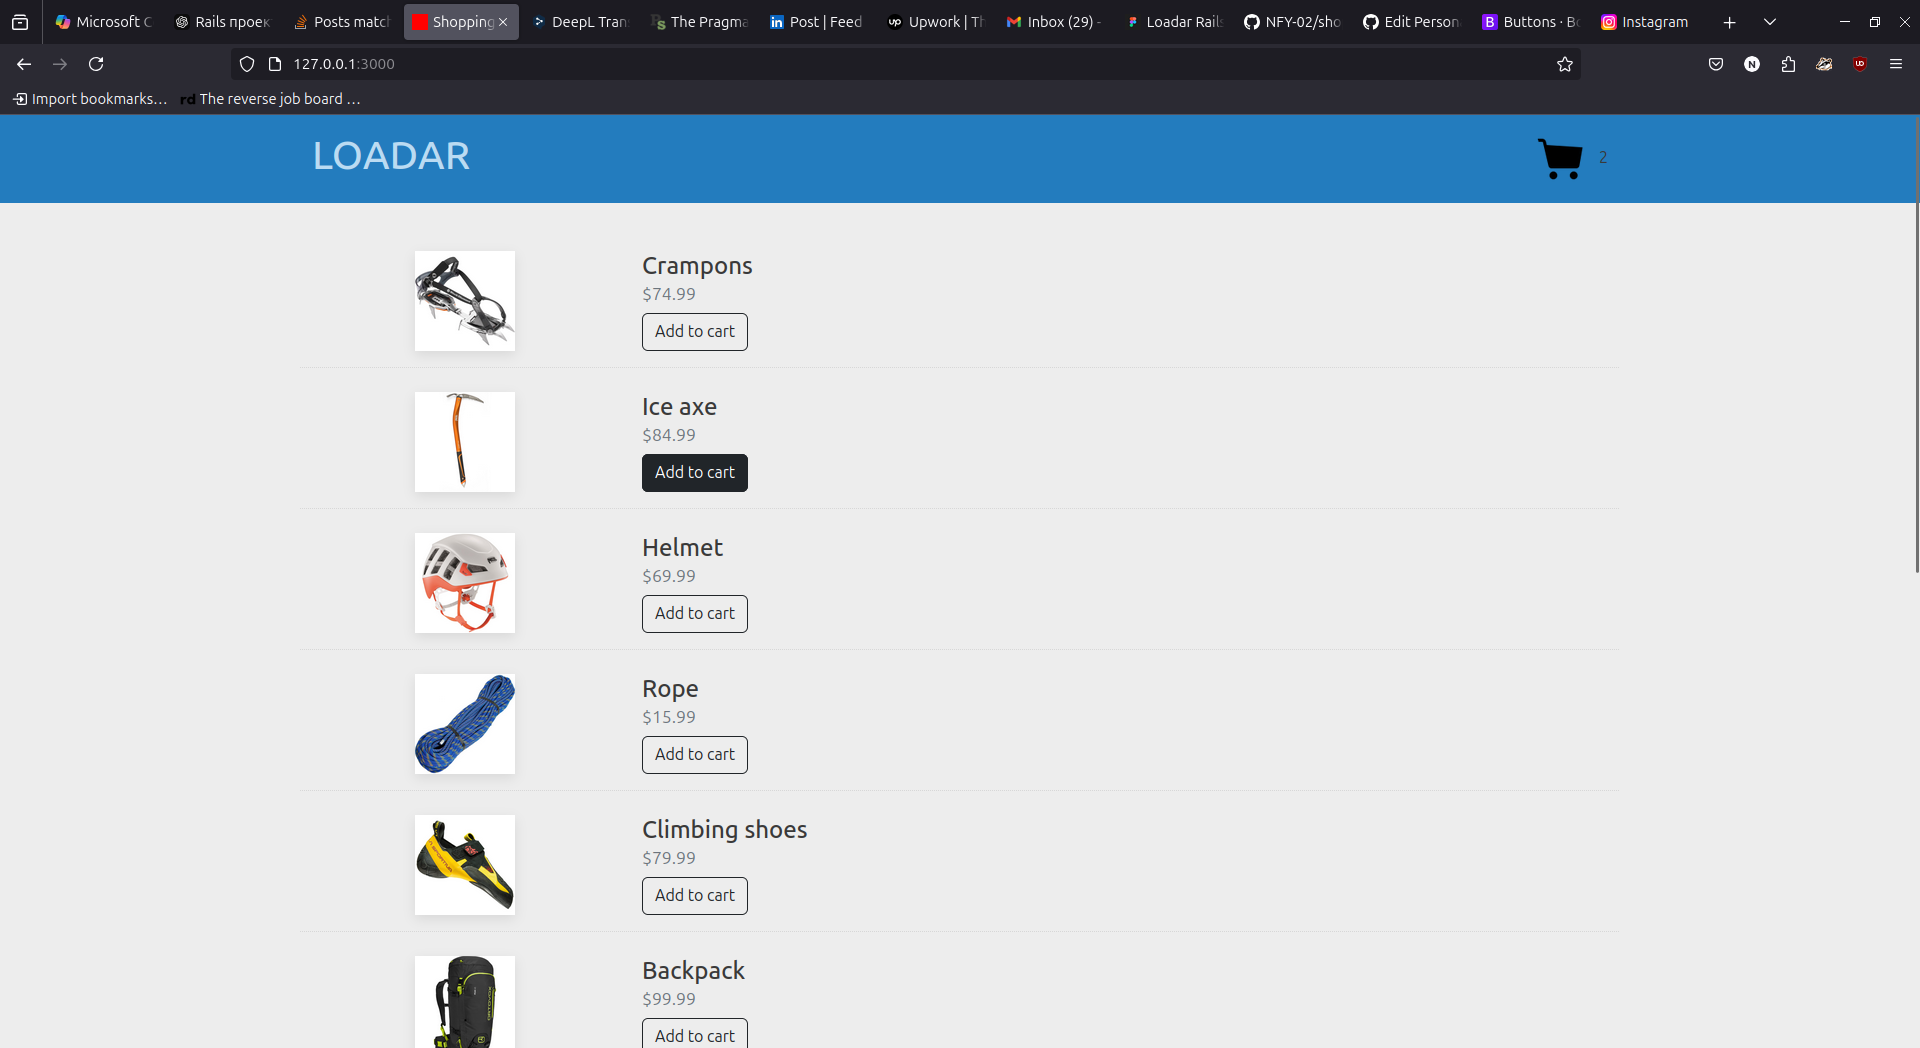 Microsoft C
Rails проек
Posts matc
Shopping
DeepL Tran
The Pragma
Post | Feed
Upwork | Th
Inbox (29) -
Loadar Rails
NFY-02/sho
Edit Person
Buttons · Bo
Instagram
127.0.0.1:3000
Import bookmarks…
rd The reverse job board …
LOADAR
2
Crampons
$74.99
Add to cart
Ice axe
$84.99
Add to cart
Helmet
$69.99
Add to cart
Rope
$15.99
Add to cart
Climbing shoes
$79.99
Add to cart
Backpack
$99.99
Add to cart